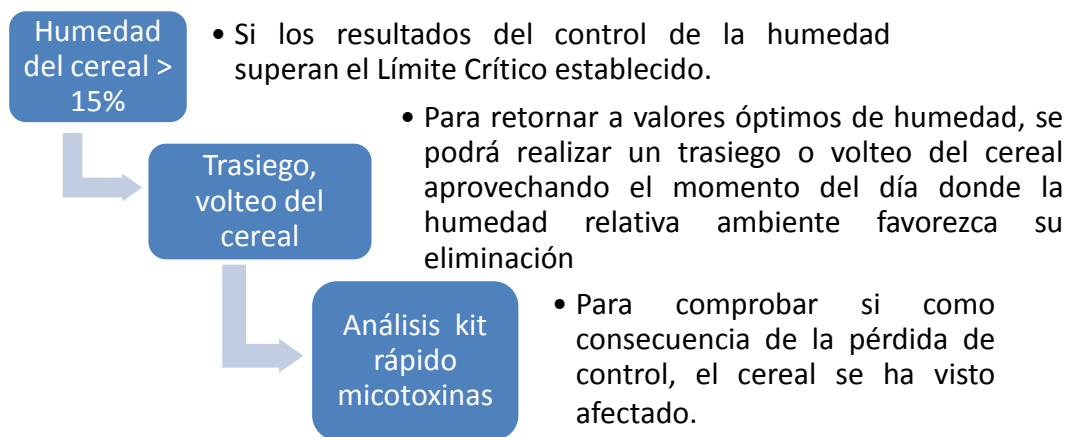 Humedad
del cereal >
15%
• Si los resultados del control de la humedad
superan el Límite Crítico establecido.
Trasiego,
volteo del
cereal
• Para retornar a valores óptimos de humedad, se
podrá realizar un trasiego o volteo del cereal
aprovechando el momento del día donde la
humedad relativa ambiente favorezca su
eliminación
Análisis kit
rápido
micotoxinas
• Para comprobar si como
consecuencia de la pérdida de
control, el cereal se ha visto
afectado.